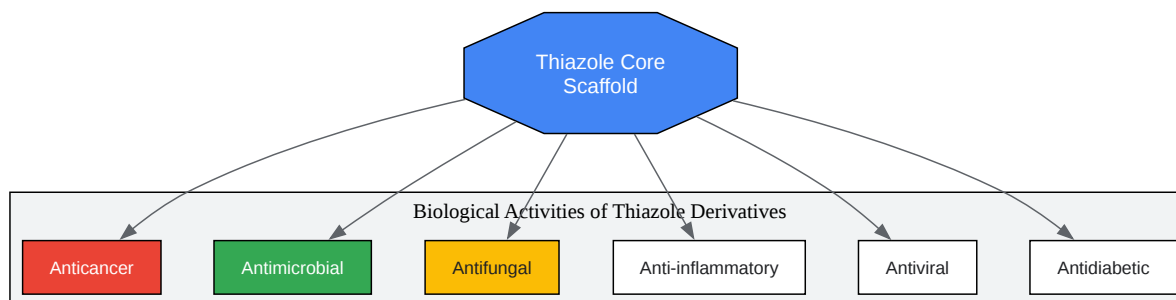 Thiazole Core
Scaffold
Biological Activities of Thiazole Derivatives
Anticancer
Antimicrobial
Antifungal
Anti-inflammatory
Antiviral
Antidiabetic